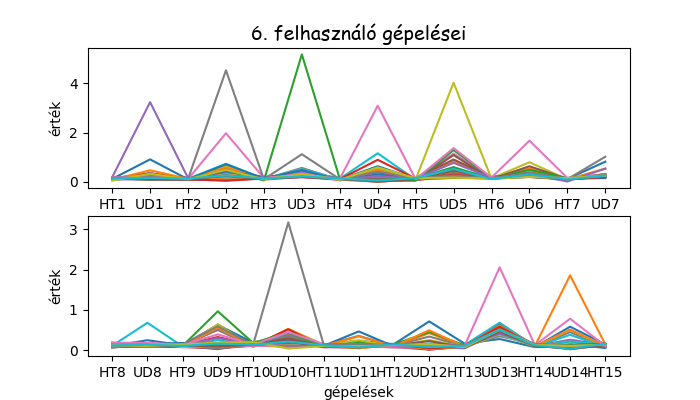 6. felhasználó gépelései
érték
4
2
0
HT1 UD1 HT2 UD2 HT3 UD3 HT4 UD4 HT5 UD5 HT6 UD6 HT7 UD7
érték
3
2
1
0
HT8 UD8 HT9 UD9 HT10 UD10 HT11 UD11 HT12 UD12 HT13 UD13 HT14 UD14 HT15
gépelések